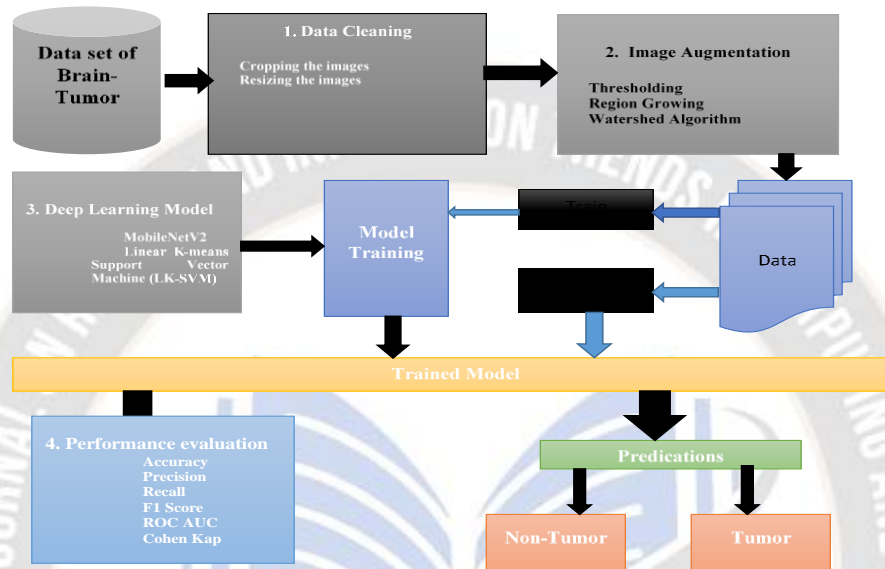 Data set of
Brain-
Tumor
1. Data Cleaning
Cropping the images
Resizing the images
2. Image Augmentation
Thresholding
Region Growing
Watershed Algorithm
3. Deep Learning Model
MobileNetV2
Linear K-means
Support Vector
Machine (LK-SVM)
Model
Training
Train
Data
Trained Model
4. Performance evaluation
Accuracy
Precision
Recall
F1 Score
ROC AUC
Cohen Kap
Predications
Non-Tumor
Tumor